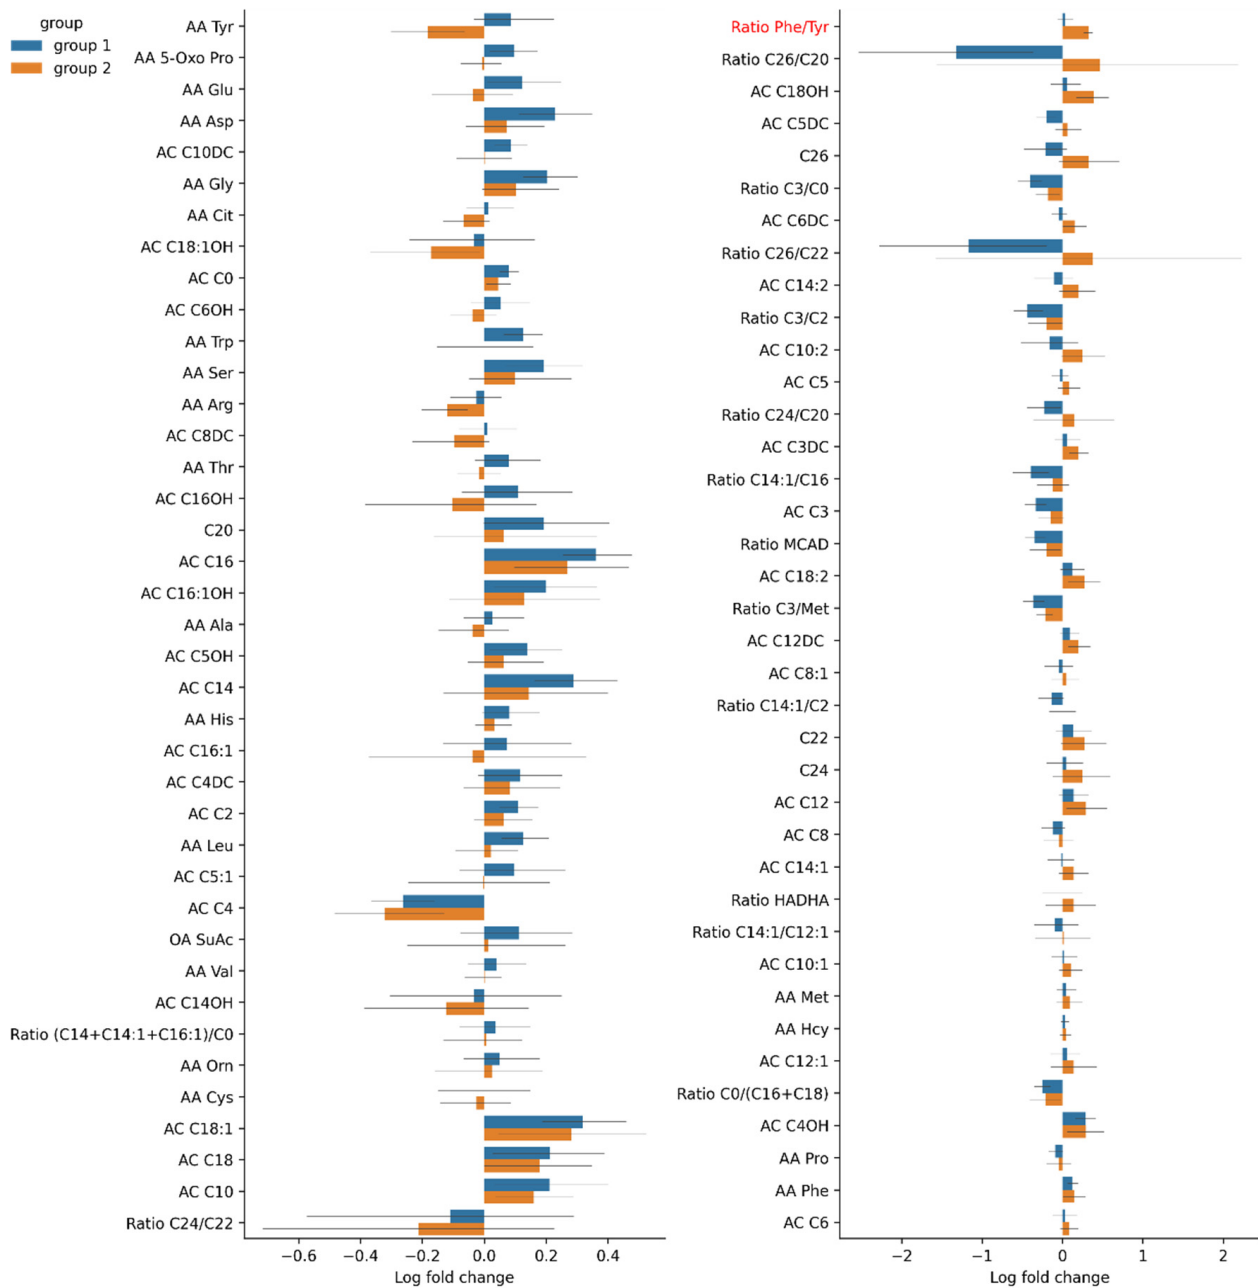 group
group 1
group 2
AA Tyr
AA 5-Oxo Pro
AA Glu
AA Asp
AC C10DC
AA Gly
AA Cit
AC C18:1OH
AC C0
AC C6OH
AA Trp
AA Ser
AA Arg
AC C8DC
AA Thr
AC C16OH
C20
AC C16
AC C16:1OH
AA Ala
AC C5OH
AC C14
AA His
AC C16:1
AC C4DC
AC C2
AA Leu
AC C5:1
AC C4
OA SuAc
AA Val
AC C14OH
Ratio (C14+C14:1+C16:1)/C0
AA Orn
AA Cys
AC C18:1
AC C18
AC C10
Ratio C24/C22
−0.6 −0.4 −0.2 0.0 0.2 0.4
Log fold change
Ratio Phe/Tyr
Ratio C26/C20
AC C18OH
AC C5DC
C26
Ratio C3/C0
AC C6DC
Ratio C26/C22
AC C14:2
Ratio C3/C2
AC C10:2
AC C5
Ratio C24/C20
AC C3DC
Ratio C14:1/C16
AC C3
Ratio MCAD
AC C18:2
Ratio C3/Met
AC C12DC
AC C8:1
Ratio C14:1/C2
C22
C24
AC C12
AC C8
AC C14:1
Ratio HADHA
Ratio C14:1/C12:1
AC C10:1
AA Met
AA Hcy
AC C12:1
Ratio C0/(C16+C18)
AC C4OH
AA Pro
AA Phe
AC C6
−2 −1 0 1 2
Log fold change